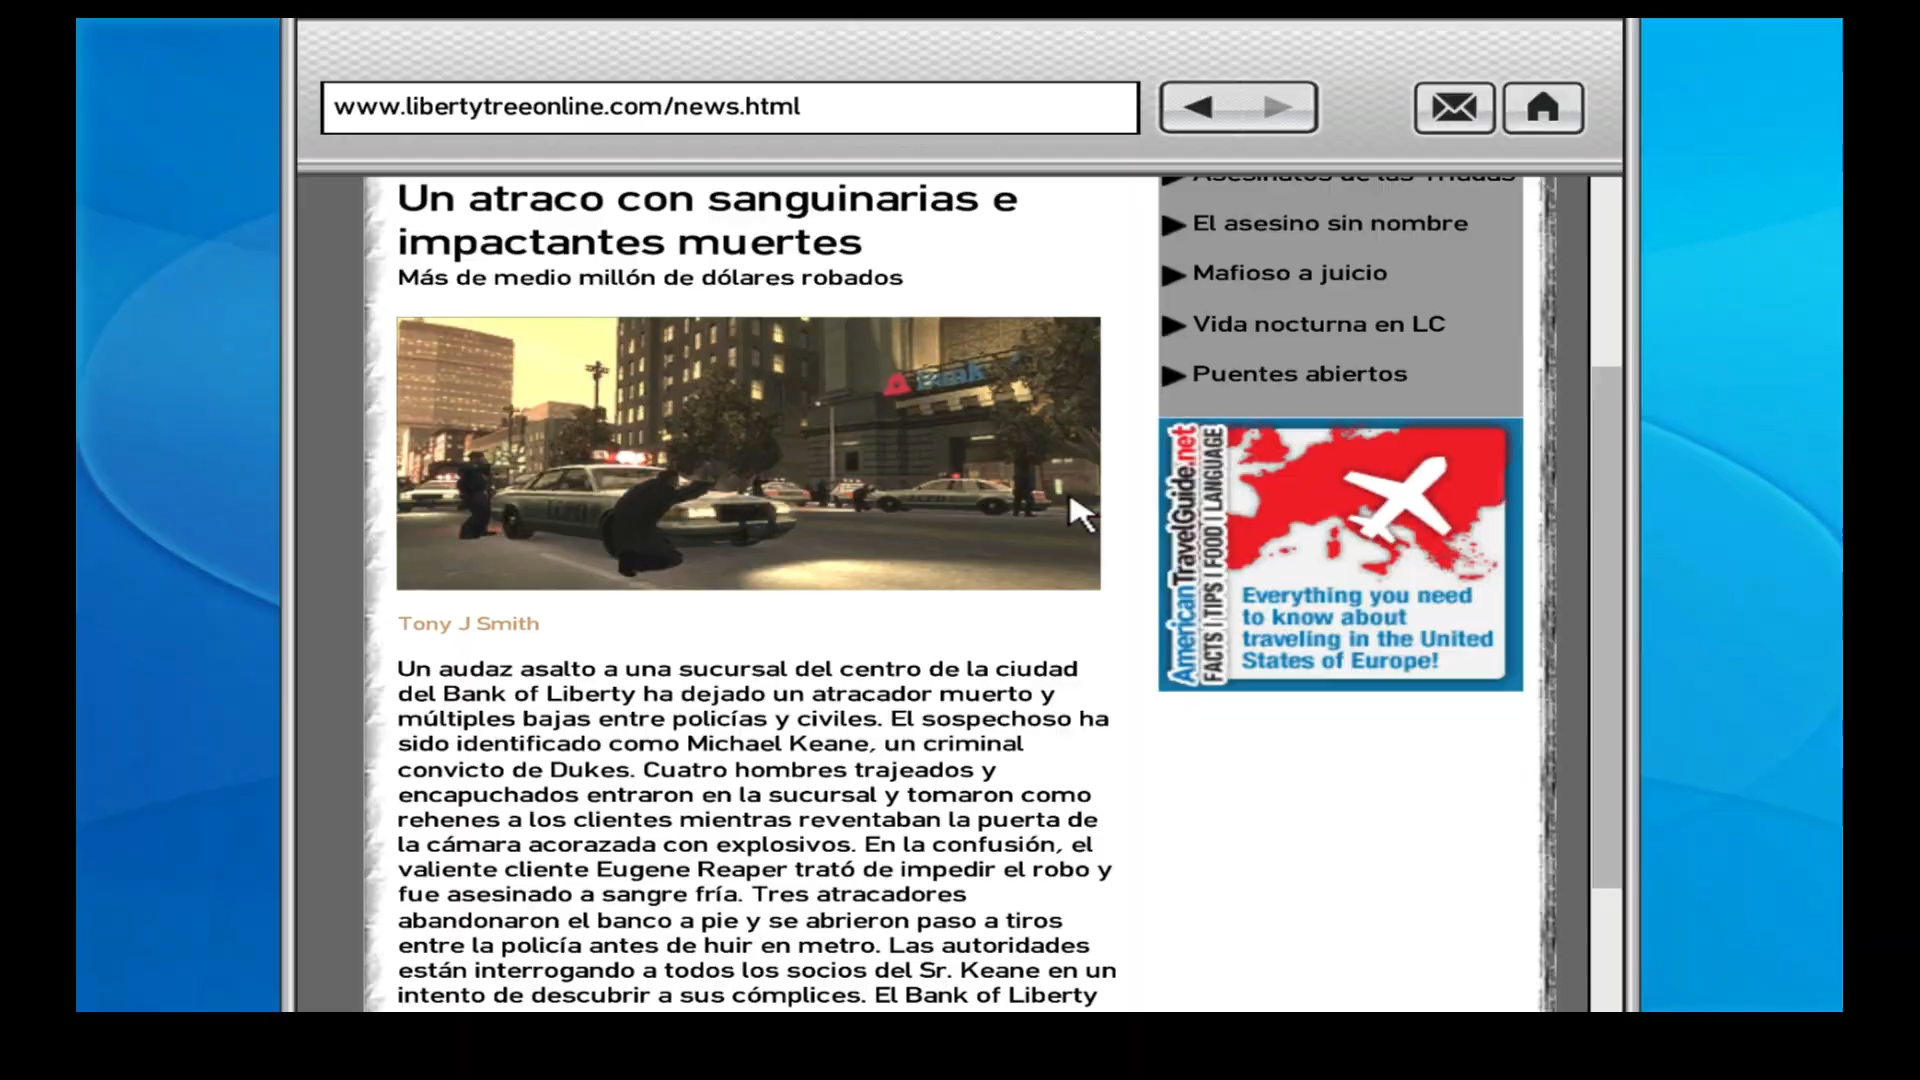 www.libertytreeonline.com/news.html
Un atraco con sanguinarias e
impactantes muertes
Más de medio millón de dólares robados
Bank
Tony J Smith
Un audaz asalto a una sucursal del centro de la ciudad
del Bank of Liberty ha dejado un atracador muerto y
múltiples bajas entre policías y civiles. El sospechoso ha
sido identificado como Michael Keane, un criminal
convicto de Dukes. Cuatro hombres trajeados y
encapuchados entraron en la sucursal y tomaron como
rehenes a los clientes mientras reventaban la puerta de
la cámara acorazada con explosivos. En la confusión, el
valiente cliente Eugene Reaper trató de impedir el robo y
fue asesinado a sangre fría. Tres atracadores
abandonaron el banco a pie y se abrieron paso a tiros
entre la policía antes de huir en metro. Las autoridades
están interrogando a todos los socios del Sr. Keane en un
intento de descubrir a sus cómplices. El Bank of Liberty
Asesinatos de las Tríadas
El asesino sin nombre
Mafioso a juicio
Vida nocturna en LC
Puentes abiertos
AmericanTravelGuide.net
FACTS | TIPS | FOOD | LANGUAGE
Everything you need
to know about
traveling in the United
States of Europe!